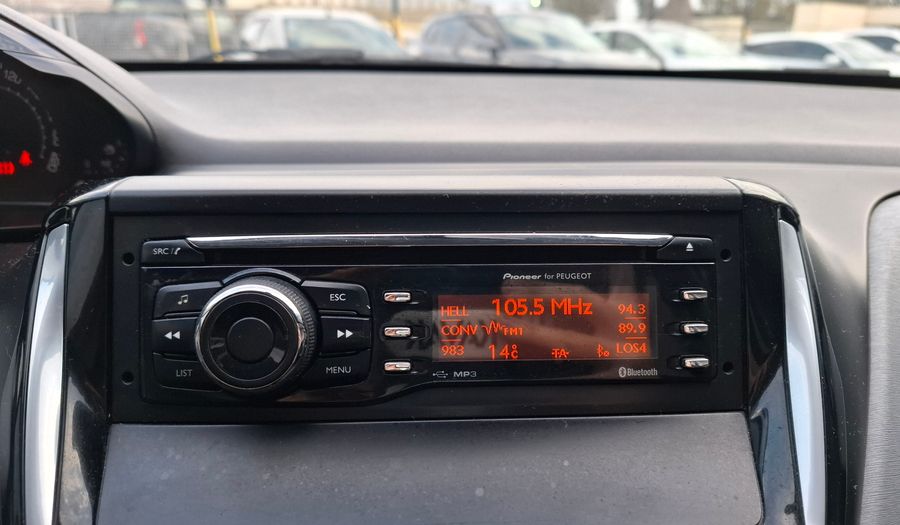 120
SRC
Pioneer for PEUGEOT
ESC
HELL 105.5 MHz 94.3
CONV FM1 89.9
983 14°C TA LOS4
LIST
MENU
MP3
Bluetooth